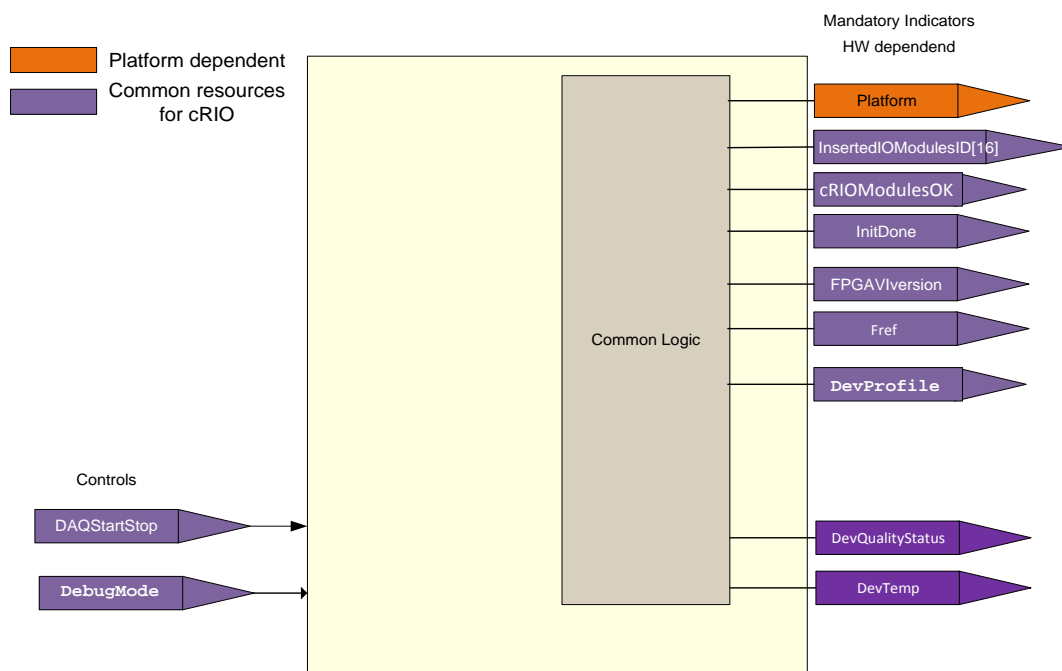 Mandatory Indicators
HW dependend
Platform dependent
Common resources
for cRIO
Platform
InsertedIOModulesID[16]
cRIOModulesOK
InitDone
FPGAVIversion
Fref
Common Logic
DevProfile
Controls
DAQStartStop
DebugMode
DevQualityStatus
DevTemp